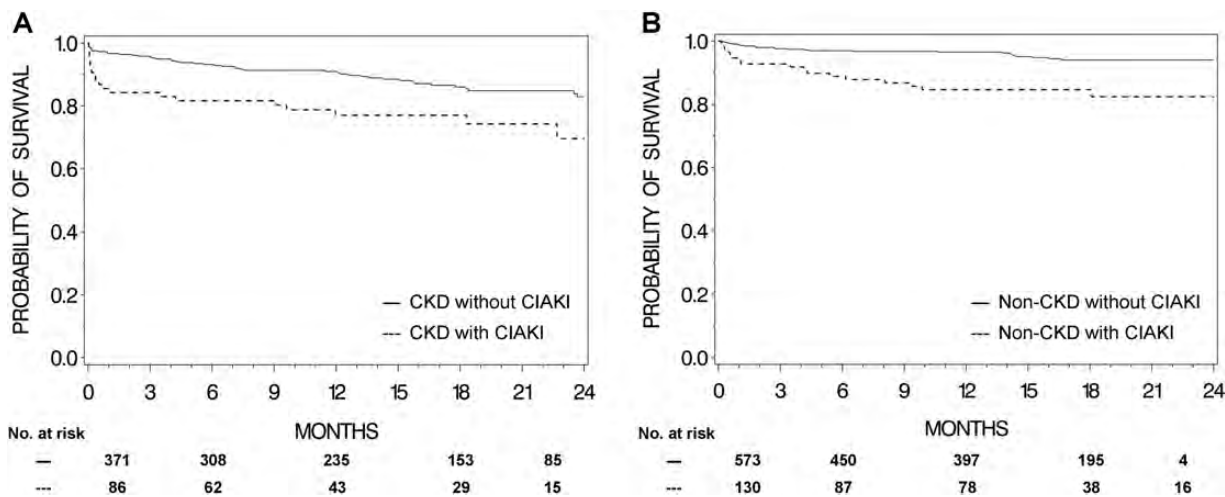 A
PROBABILITY OF SURVIVAL
1.0
0.8
0.6
0.4
0.2
0.0
CKD without CIAKI
CKD with CIAKI
0 3 6 9 12 15 18 21 24
MONTHS
No. at risk
371 308 235 153 85
86 62 43 29 15
B
PROBABILITY OF SURVIVAL
1.0
0.8
0.6
0.4
0.2
0.0
Non-CKD without CIAKI
Non-CKD with CIAKI
0 3 6 9 12 15 18 21 24
MONTHS
No. at risk
573 450 397 195 4
130 87 78 38 16